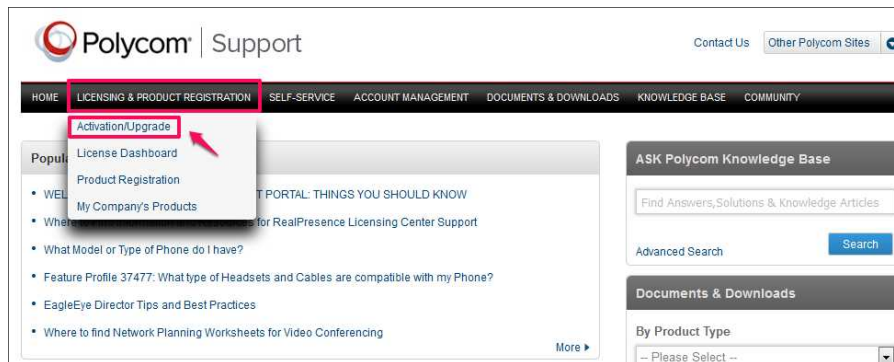 Polycom | Support
Contact Us Other Polycom Sites
HOME LICENSING & PRODUCT REGISTRATION SELF-SERVICE ACCOUNT MANAGEMENT DOCUMENTS & DOWNLOADS KNOWLEDGE BASE COMMUNITY
Activation/Upgrade
License Dashboard
Product Registration
My Company's Products
Popula
• WEL T PORTAL: THINGS YOU SHOULD KNOW
• Where for RealPresence Licensing Center Support
• What Model or Type of Phone do I have?
• Feature Profile 37477: What type of Headsets and Cables are compatible with my Phone?
• EagleEye Director Tips and Best Practices
• Where to find Network Planning Worksheets for Video Conferencing
More
ASK Polycom Knowledge Base
Find Answers,Solutions & Knowledge Articles
Advanced Search Search
Documents & Downloads
By Product Type
-- Please Select --